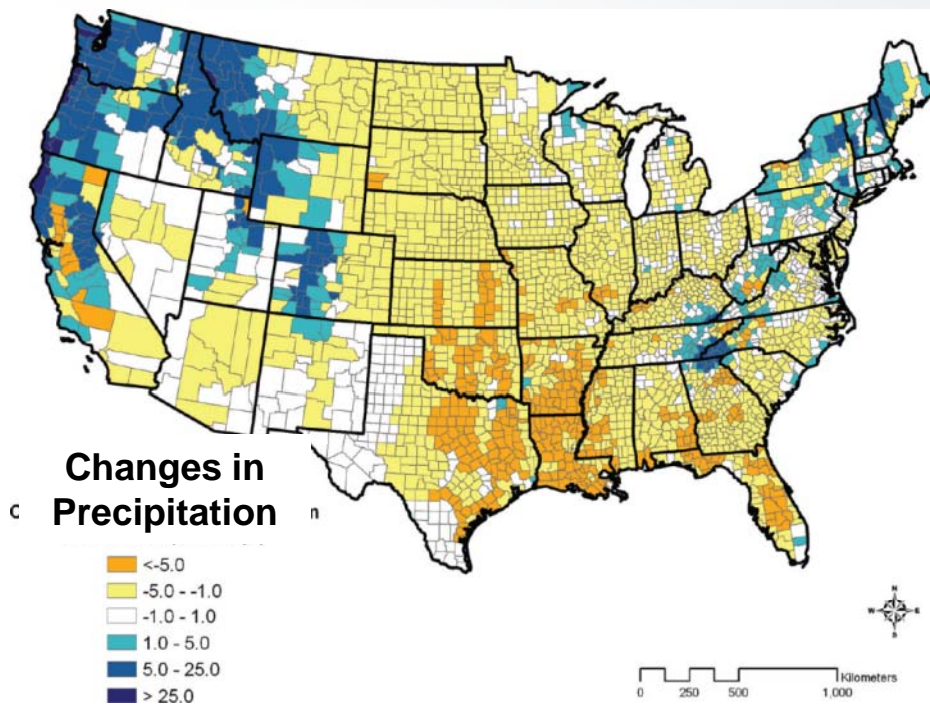 Changes in
Precipitation
<-5.0
-5.0 - -1.0
-1.0 - 1.0
1.0 - 5.0
5.0 - 25.0
> 25.0
N
W E
S
Kilometers
0 250 500 1,000